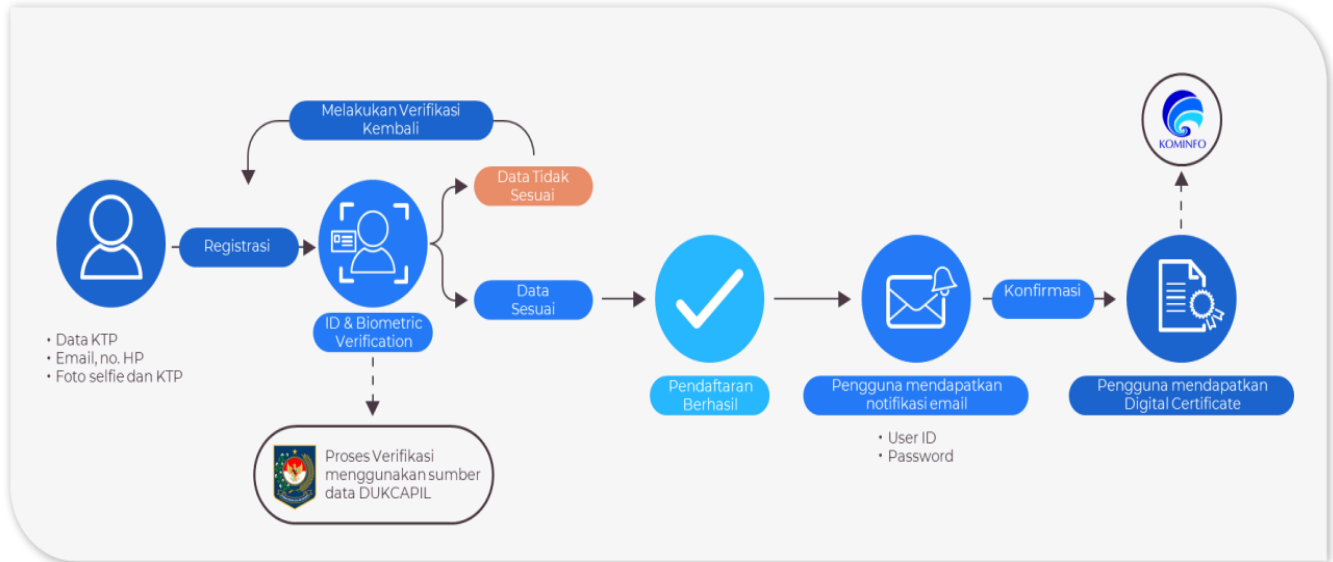 Melakukan Verifikasi
Kembali
KOMINFO
Data Tidak
Sesuai
Registrasi
Data
Sesuai
Konfirmasi
ID & Biometric
Verification
• Data KTP
• Email, no. HP
• Foto selfie dan KTP
Pendaftaran
Berhasil
Pengguna mendapatkan
notifikasi email
Pengguna mendapatkan
Digital Certificate
• User ID
• Password
Proses Verifikasi
menggunakan sumber
data DUKCAPIL